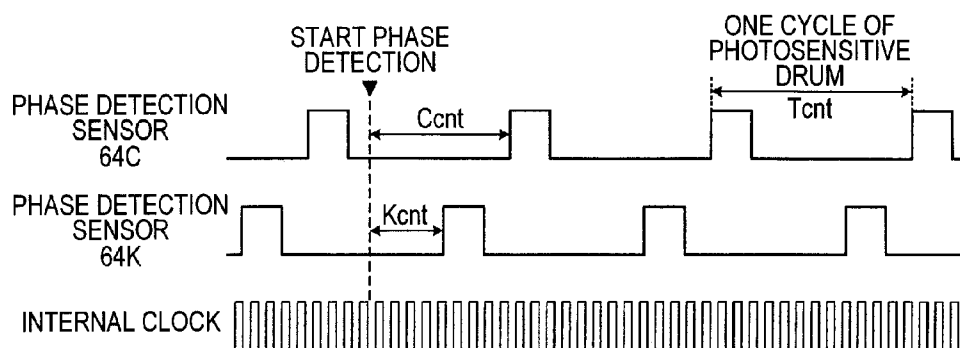 START PHASE
DETECTION
ONE CYCLE OF
PHOTOSENSITIVE
DRUM
Tcnt
PHASE DETECTION
SENSOR
64C
Ccnt
PHASE DETECTION
SENSOR
64K
Kcnt
INTERNAL CLOCK